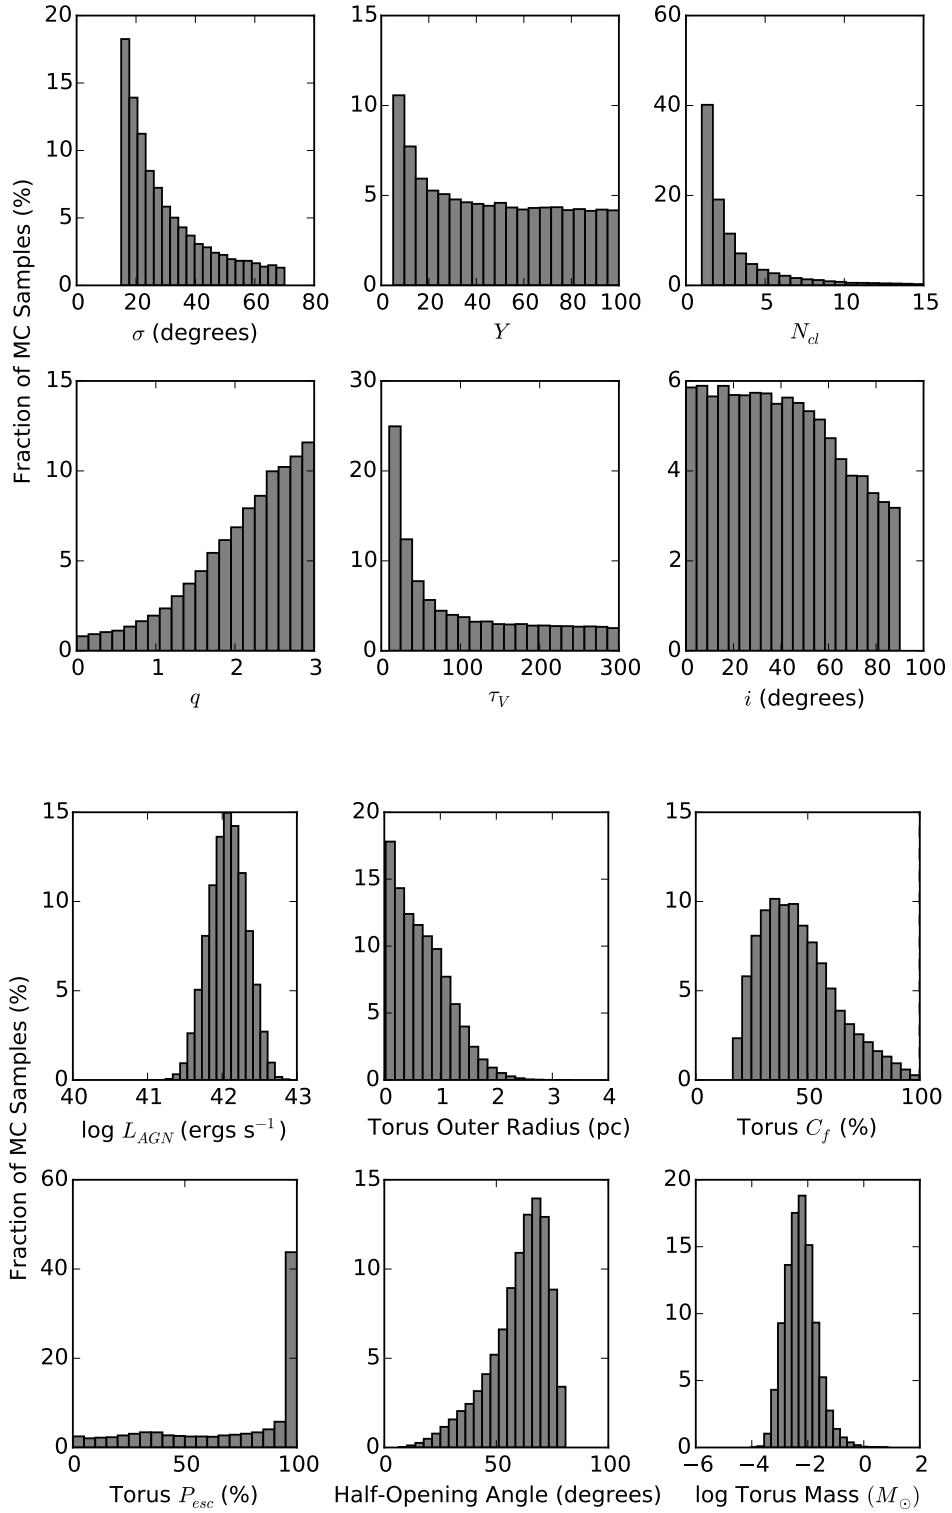 Fraction of MC Samples (%)
20
15
10
5
0
0 20 40 60 80
σ (degrees)
15
10
5
0
0 20 40 60 80 100
Y
60
40
20
0
0 5 10 15
N_cl
15
10
5
0
0 1 2 3
q
30
20
10
0
0 100 200 300
τ_V
6
4
2
0
0 20 40 60 80 100
i (degrees)
Fraction of MC Samples (%)
15
10
5
0
40 41 42 43
log L_AGN (ergs s⁻¹)
20
15
10
5
0
0 1 2 3 4
Torus Outer Radius (pc)
15
10
5
0
0 50 100
Torus C_f (%)
60
40
20
0
0 50 100
Torus P_esc (%)
15
10
5
0
0 50 100
Half-Opening Angle (degrees)
20
15
10
5
0
−6 −4 −2 0 2
log Torus Mass (M_⊙)